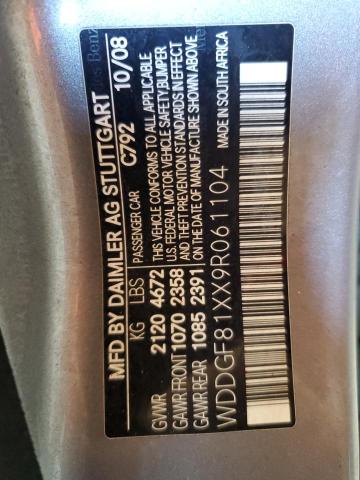 MFD BY DAIMLER AG STUTTGART
C792 10/08
KG LBS PASSENGER CAR
GVWR 2120 4672 THIS VEHICLE CONFORMS TO ALL APPLICABLE
U.S. FEDERAL MOTOR VEHICLE SAFETY, BUMPER
GAWR FRONT 1070 2358 AND THEFT PREVENTION STANDARDS IN EFFECT
GAWR REAR 1085 2391 ON THE DATE OF MANUFACTURE SHOWN ABOVE
WDDGF81XX9R061104 MADE IN SOUTH AFRICA